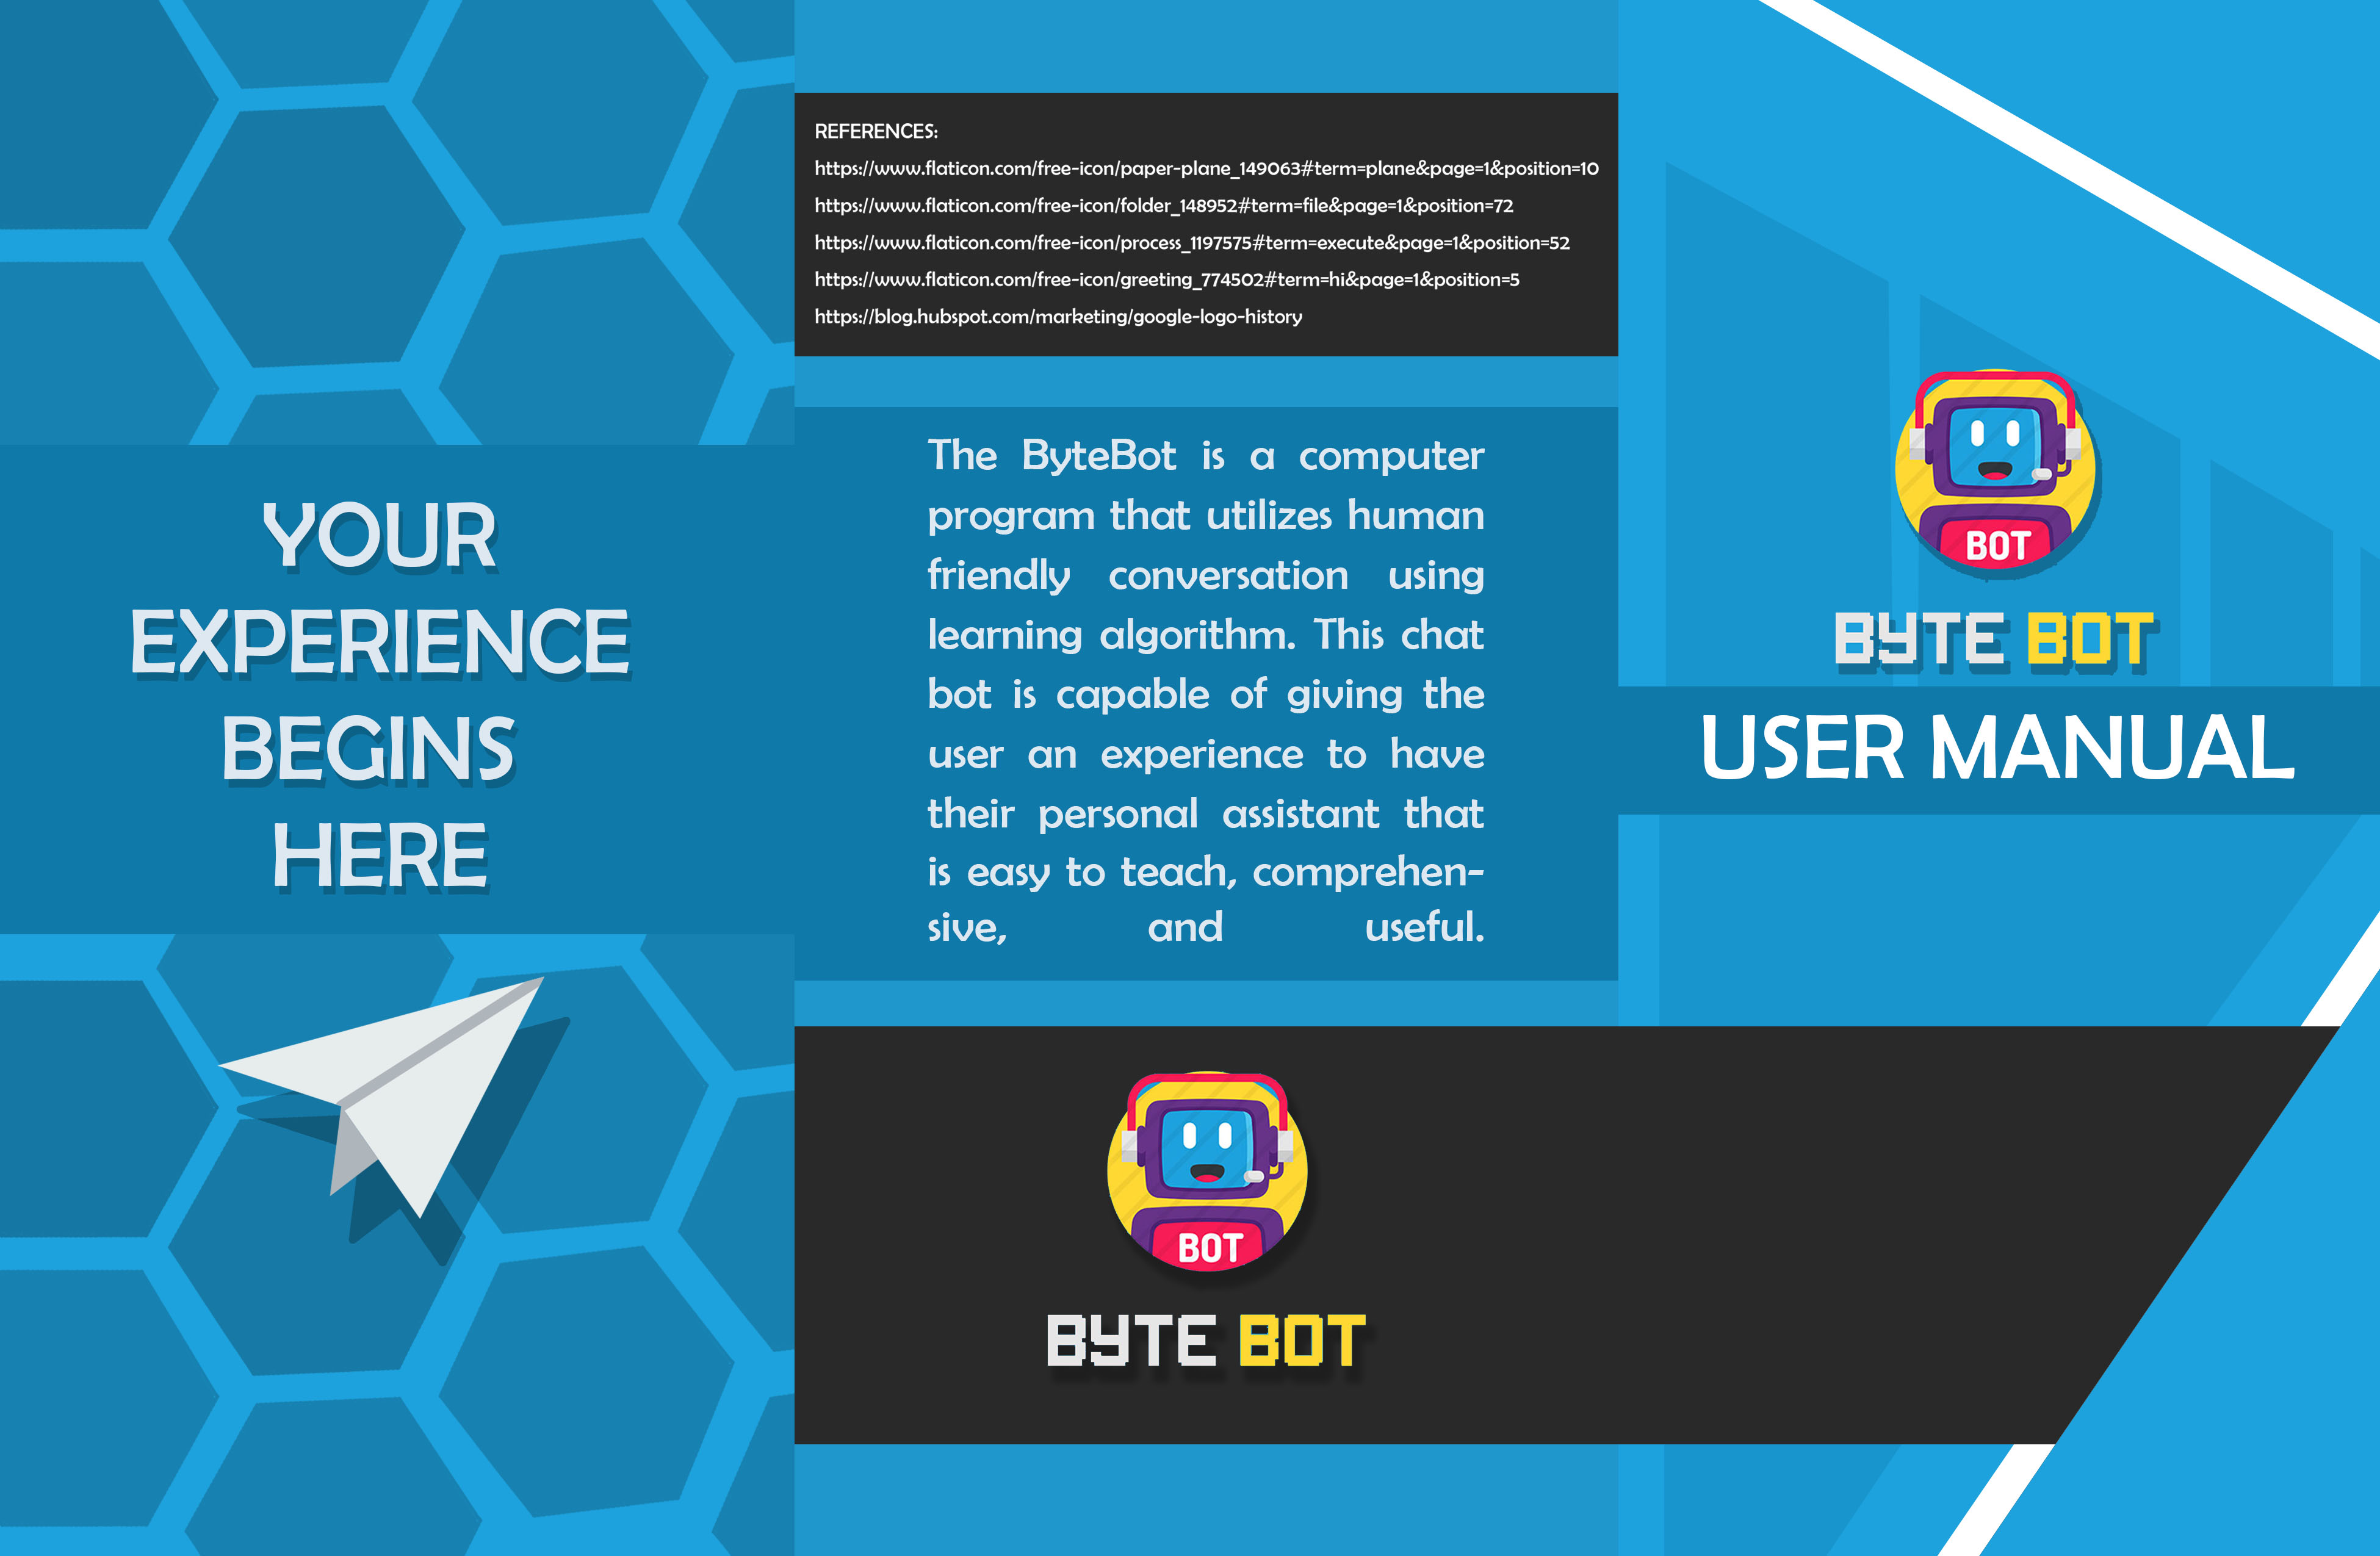 YOUR
EXPERIENCE
BEGINS
HERE
REFERENCES:
https://www.flaticon.com/free-icon/paper-plane_149063#term=plane&page=1&position=10
https://www.flaticon.com/free-icon/folder_148952#term=file&page=1&position=72
https://www.flaticon.com/free-icon/process_1197575#term=execute&page=1&position=52
https://www.flaticon.com/free-icon/greeting_774502#term=hi&page=1&position=5
https://blog.hubspot.com/marketing/google-logo-history
The ByteBot is a computer
program that utilizes human
friendly conversation using
learning algorithm. This chat
bot is capable of giving the
user an experience to have
their personal assistant that
is easy to teach, comprehen-
sive, and useful.
BOT
BYTE BOT
BOT
BYTE BOT
USER MANUAL